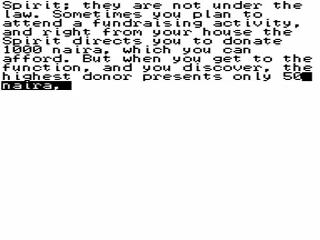 Spirit; they are not under the
law. Sometimes you plan to
attend a fundraising activity,
and right from your house the
Spirit directs you to donate
1000 naira, which you can
afford. But when you get to the
function, and you discover, the
highest donor presents only 50
naira,